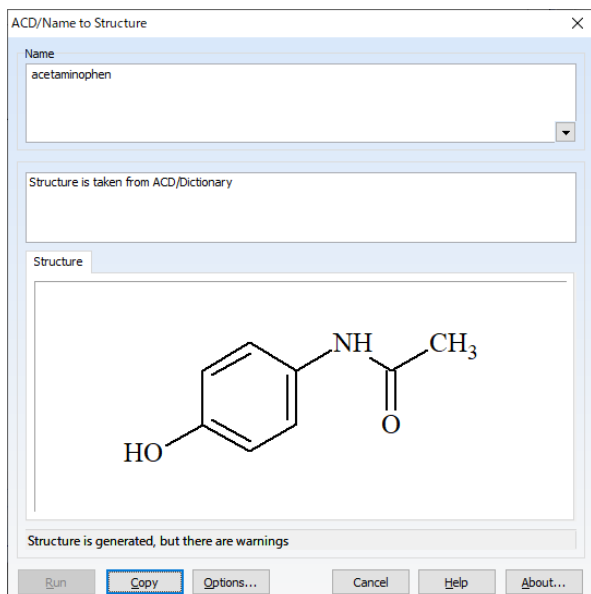 ACD/Name to Structure
Name
acetaminophen
Structure is taken from ACD/Dictionary
Structure
NH
CH3
O
HO
Structure is generated, but there are warnings
Run Copy Options... Cancel Help About...